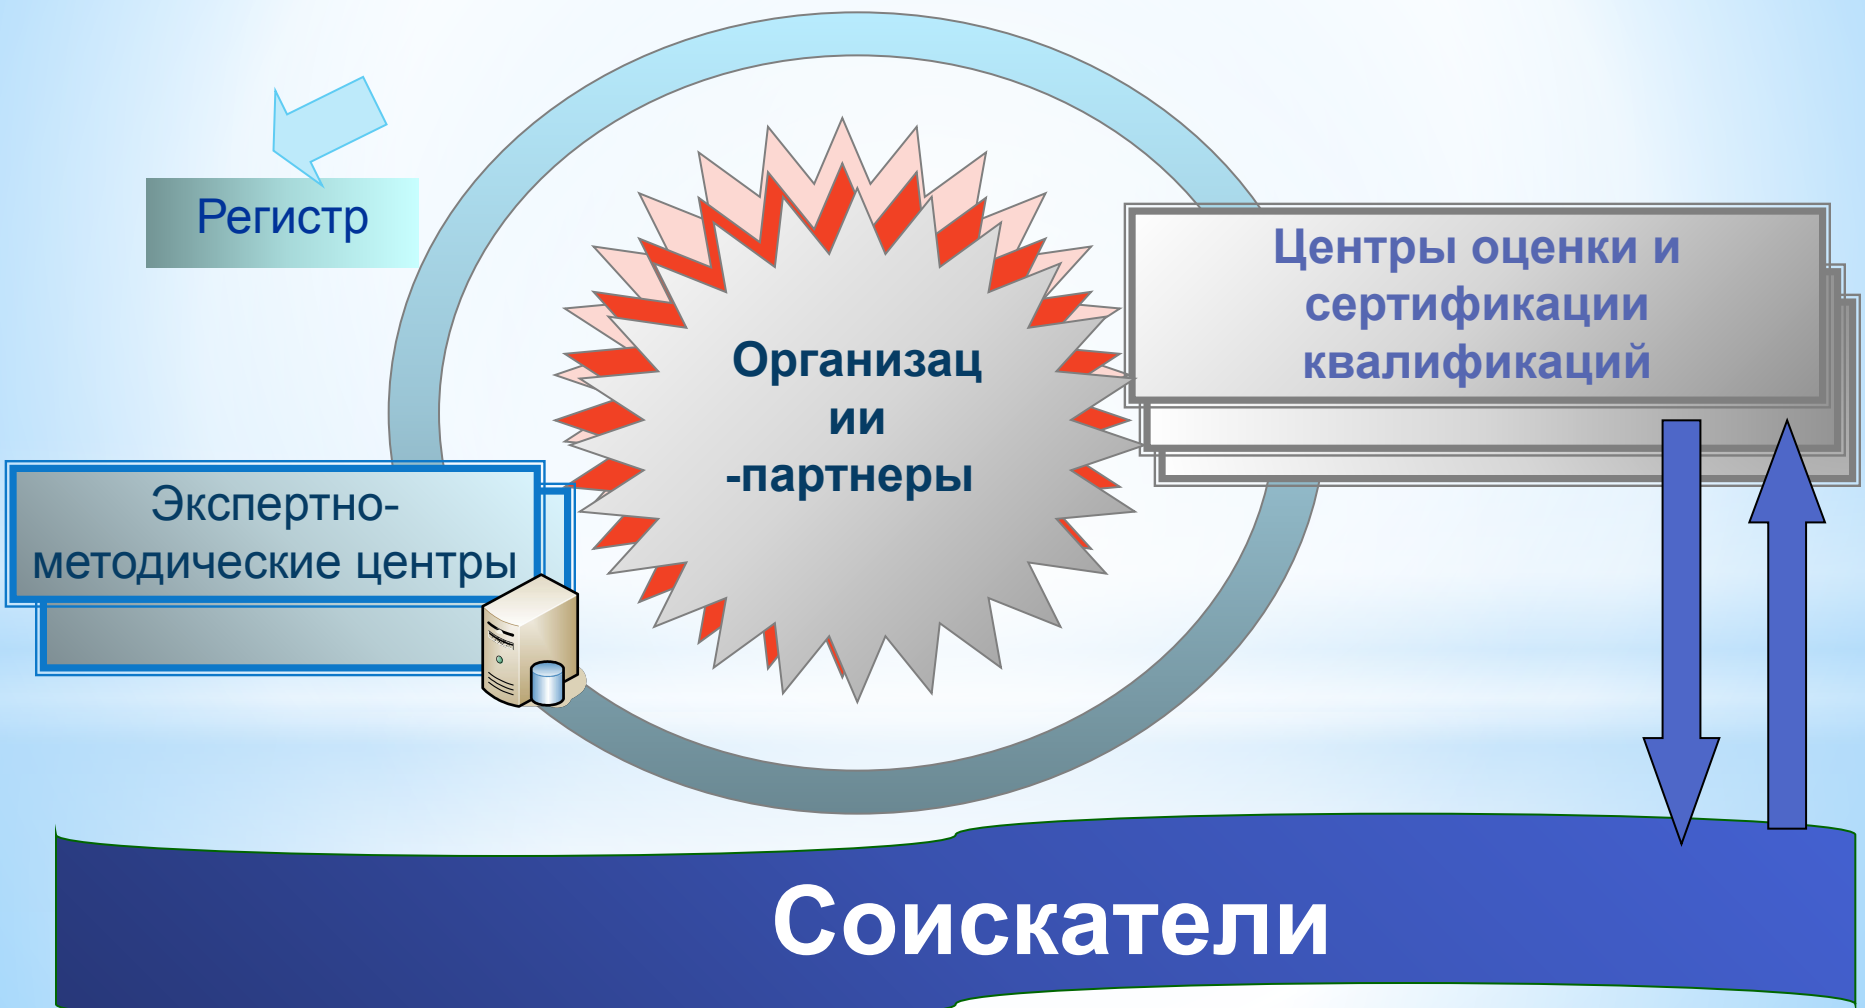 Регистр
Центры оценки и
сертификации
квалификаций
Организац
ии
-партнеры
Экспертно-
методические центры
Соискатели